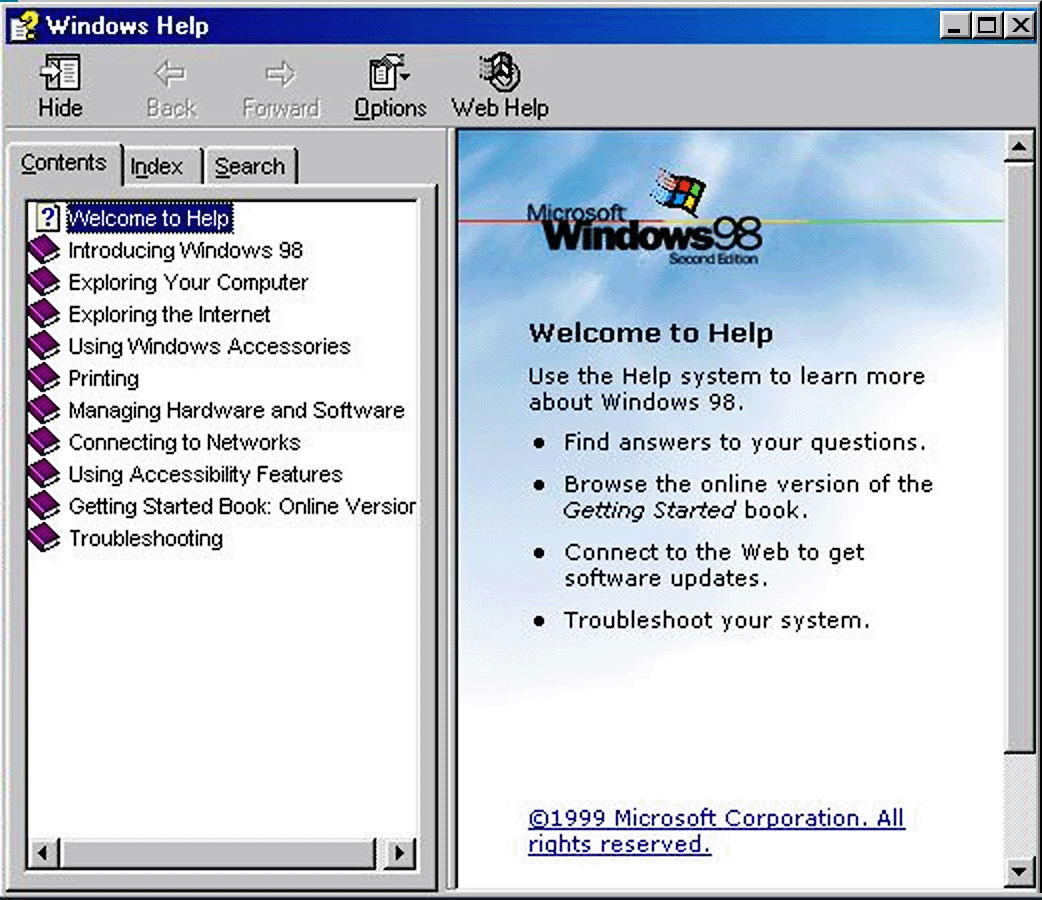 Windows Help
Hide Back Forward Options Web Help
Contents Index Search
Welcome to Help
Introducing Windows 98
Exploring Your Computer
Exploring the Internet
Using Windows Accessories
Printing
Managing Hardware and Software
Connecting to Networks
Using Accessibility Features
Getting Started Book: Online Version
Troubleshooting
Microsoft
Windows98
Second Edition
Welcome to Help
Use the Help system to learn more
about Windows 98.
• Find answers to your questions.
• Browse the online version of the
Getting Started book.
• Connect to the Web to get
software updates.
• Troubleshoot your system.
©1999 Microsoft Corporation. All
rights reserved.